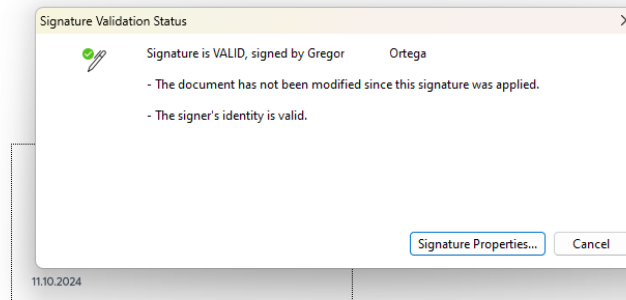 Signature Validation Status
Signature is VALID, signed by Gregor Ortega
- The document has not been modified since this signature was applied.
- The signer's identity is valid.
Signature Properties...
Cancel
11.10.2024